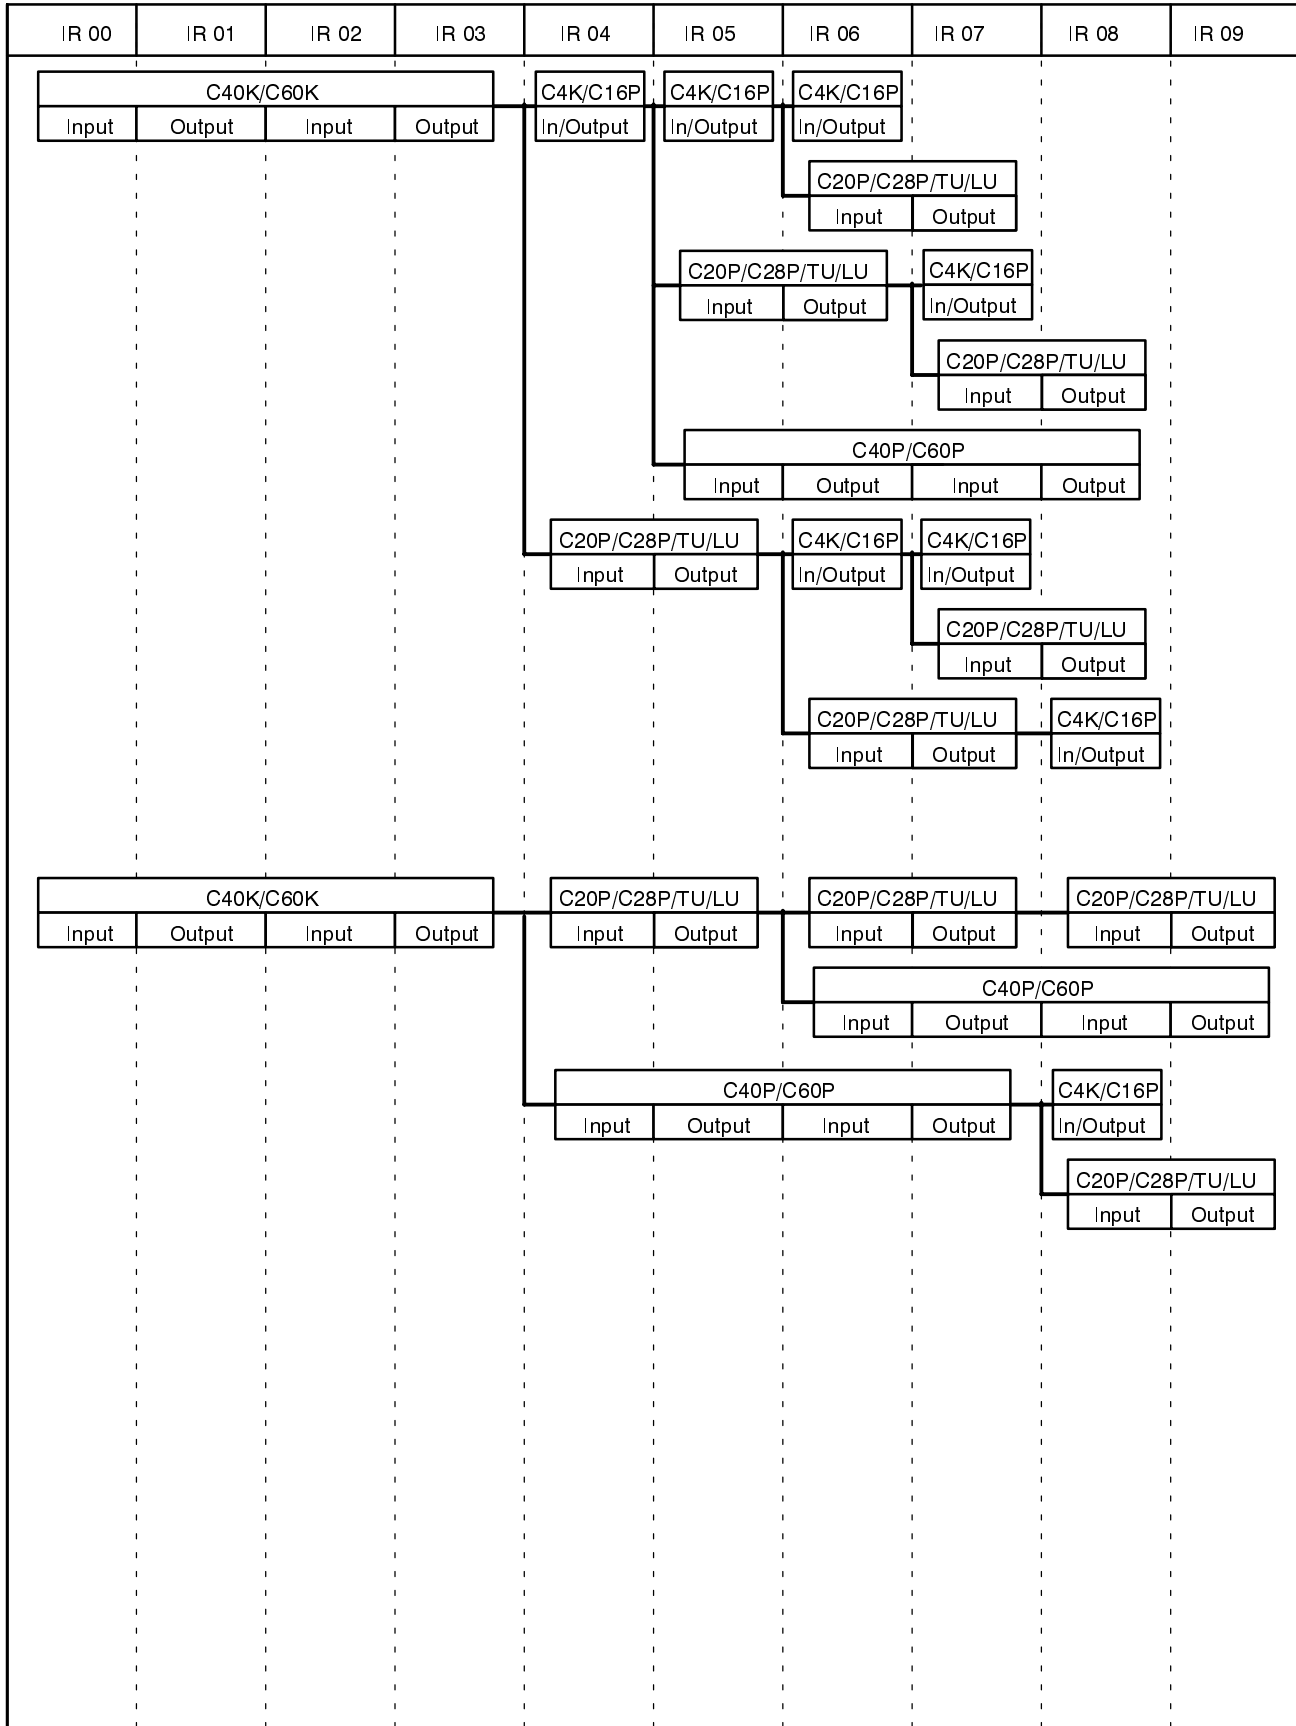 IR 00 IR 01 IR 02 IR 03 IR 04 IR 05 IR 06 IR 07 IR 08 IR 09
C40K/C60K C4K/C16P C4K/C16P C4K/C16P
Input Output Input Output In/Output In/Output In/Output
C20P/C28P/TU/LU
Input Output
C20P/C28P/TU/LU C4K/C16P
Input Output In/Output
C20P/C28P/TU/LU
Input Output
C40P/C60P
Input Output Input Output
C20P/C28P/TU/LU C4K/C16P C4K/C16P
Input Output In/Output In/Output
C20P/C28P/TU/LU
Input Output
C20P/C28P/TU/LU C4K/C16P
Input Output In/Output
C40K/C60K C20P/C28P/TU/LU C20P/C28P/TU/LU C20P/C28P/TU/LU
Input Output Input Output Input Output Input Output Input Output
C40P/C60P
Input Output Input Output
C40P/C60P C4K/C16P
Input Output Input Output In/Output
C20P/C28P/TU/LU
Input Output